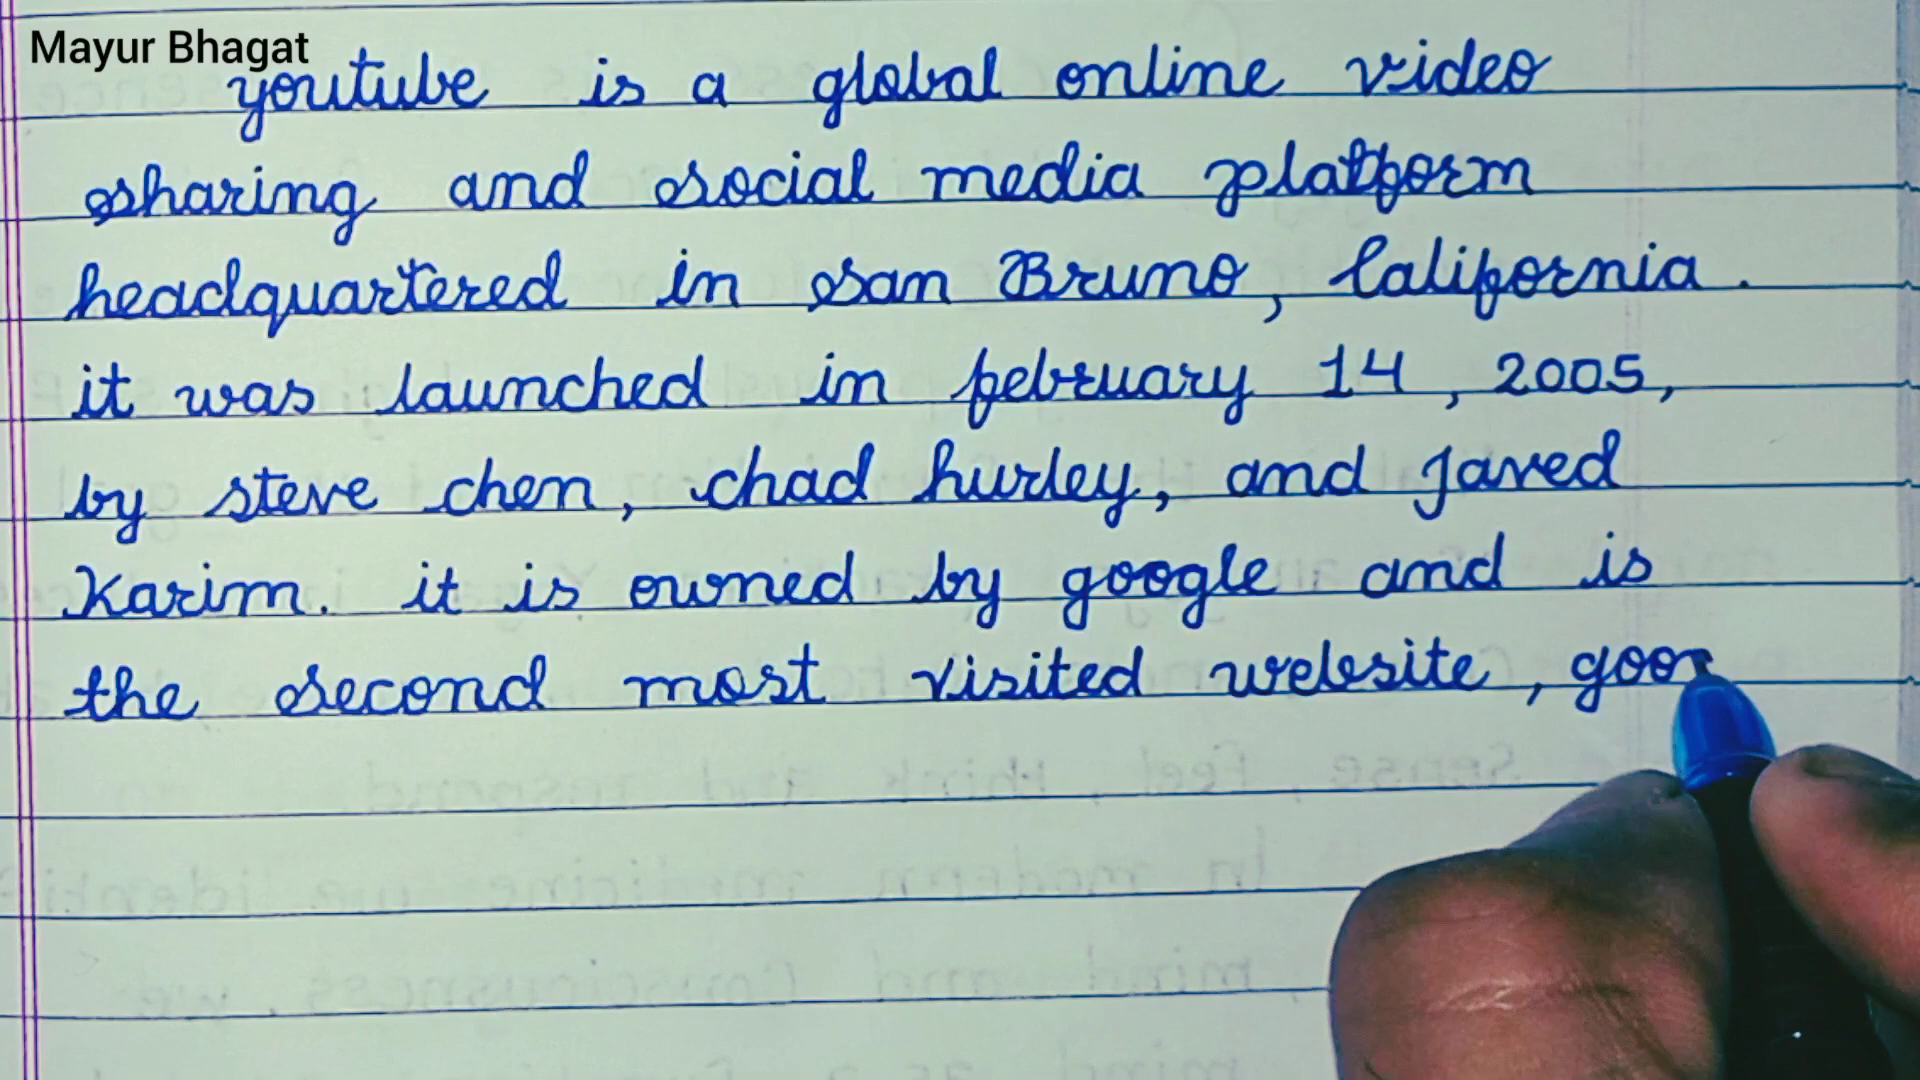 Mayur Bhagat
youtube is a global online video
sharing and social media platform
headquartered in san Bruno, California.
it was launched in february 14, 2005,
by steve chen, chad hurley, and Javed
Karim. it is owned by google and is
the second most visited website, goo